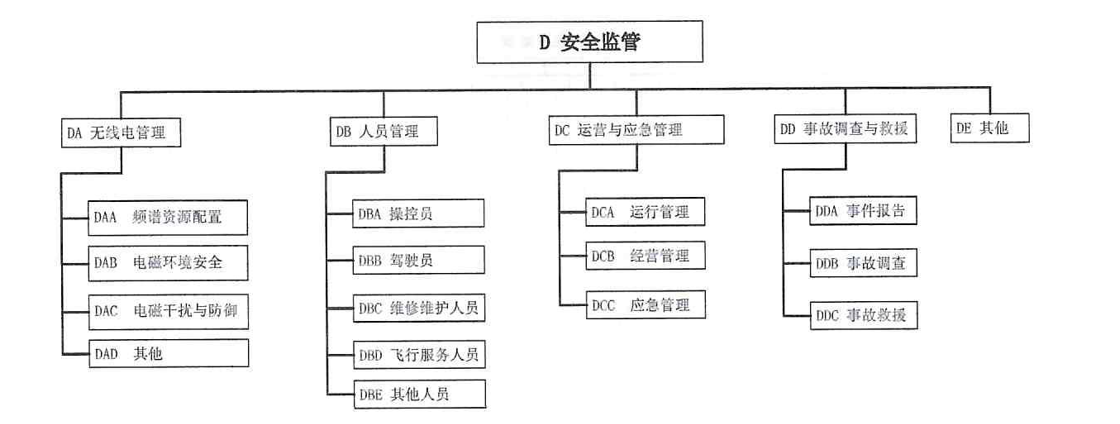 D 安全监管
DA 无线电管理
DB 人员管理
DC 运营与应急管理
DD 事故调查与救援
DE 其他
DAA 频谱资源配置
DAB 电磁环境安全
DAC 电磁干扰与防御
DAD 其他
DBA 操控员
DBB 驾驶员
DBC 维修维护人员
DBD 飞行服务人员
DBE 其他人员
DCA 运行管理
DCB 经营管理
DCC 应急管理
DDA 事件报告
DDB 事故调查
DDC 事故救援